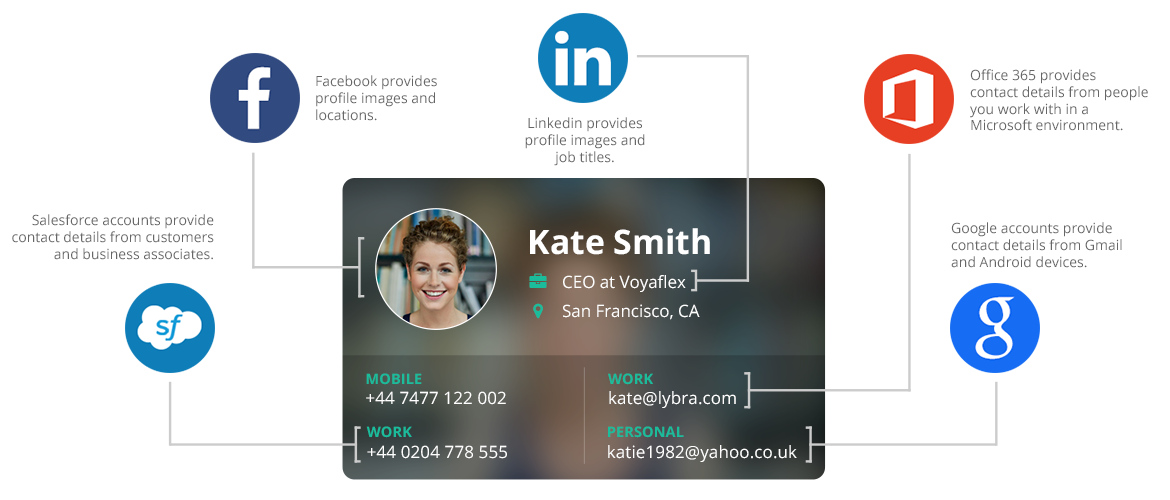 f
Facebook provides
profile images and
locations.
in
Linkedin provides
profile images and
job titles.
Office 365 provides
contact details from people
you work with in a
Microsoft environment.
Salesforce accounts provide
contact details from customers
and business associates.
sf
Google accounts provide
contact details from Gmail
and Android devices.
g
Kate Smith
CEO at Voyaflex
San Francisco, CA
MOBILE
+44 7477 122 002
WORK
+44 0204 778 555
WORK
kate@lybra.com
PERSONAL
katie1982@yahoo.co.uk